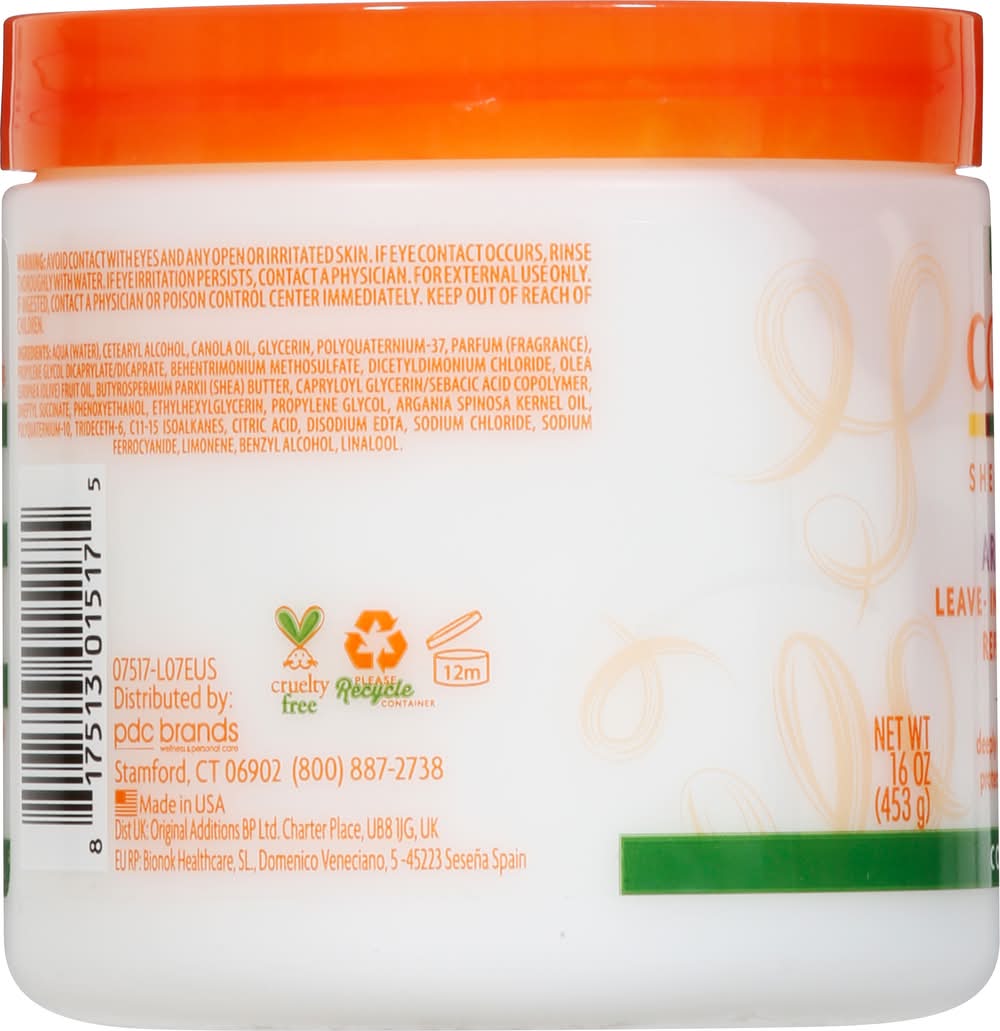 WARNING: AVOID CONTACT WITH EYES AND ANY OPEN OR IRRITATED SKIN. IF EYE CONTACT OCCURS, RINSE
THOROUGHLY WITH WATER. IF EYE IRRITATION PERSISTS, CONTACT A PHYSICIAN. FOR EXTERNAL USE ONLY.
IF INGESTED, CONTACT A PHYSICIAN OR POISON CONTROL CENTER IMMEDIATELY. KEEP OUT OF REACH OF
CHILDREN.
INGREDIENTS: AQUA (WATER), CETEARYL ALCOHOL, CANOLA OIL, GLYCERIN, POLYQUATERNIUM-37, PARFUM (FRAGRANCE),
PROPYLENE GLYCOL DICAPRYLATE/DICAPRATE, BEHENTRIMONIUM METHOSULFATE, DICETYLDIMONIUM CHLORIDE, OLEA
EUROPAEA (OLIVE) FRUIT OIL, BUTYROSPERMUM PARKII (SHEA) BUTTER, CAPRYLOYL GLYCERIN/SEBACIC ACID COPOLYMER,
DIHEPTYL SUCCINATE, PHENOXYETHANOL, ETHYLHEXYLGLYCERIN, PROPYLENE GLYCOL, ARGANIA SPINOSA KERNEL OIL,
POLYQUATERNIUM-10, TRIDECETH-6, C11-15 ISOALKANES, CITRIC ACID, DISODIUM EDTA, SODIUM CHLORIDE, SODIUM
FERROCYANIDE, LIMONENE, BENZYL ALCOHOL, LINALOOL.
8 17513 01517 5
cruelty
free
PLEASE
Recycle
CONTAINER
12m
07517-L07EUS
Distributed by:
pdc brands
wellness & personal care
Stamford, CT 06902 (800) 887-2738
Made in USA
Dist UK: Original Additions BP Ltd. Charter Place, UB8 1JG, UK
EU RP: Bionok Healthcare, SL, Domenico Veneciano, 5 -45223 Seseña Spain
SHE
AR
LEAVE-IN
NET WT
16 OZ
(453 g)